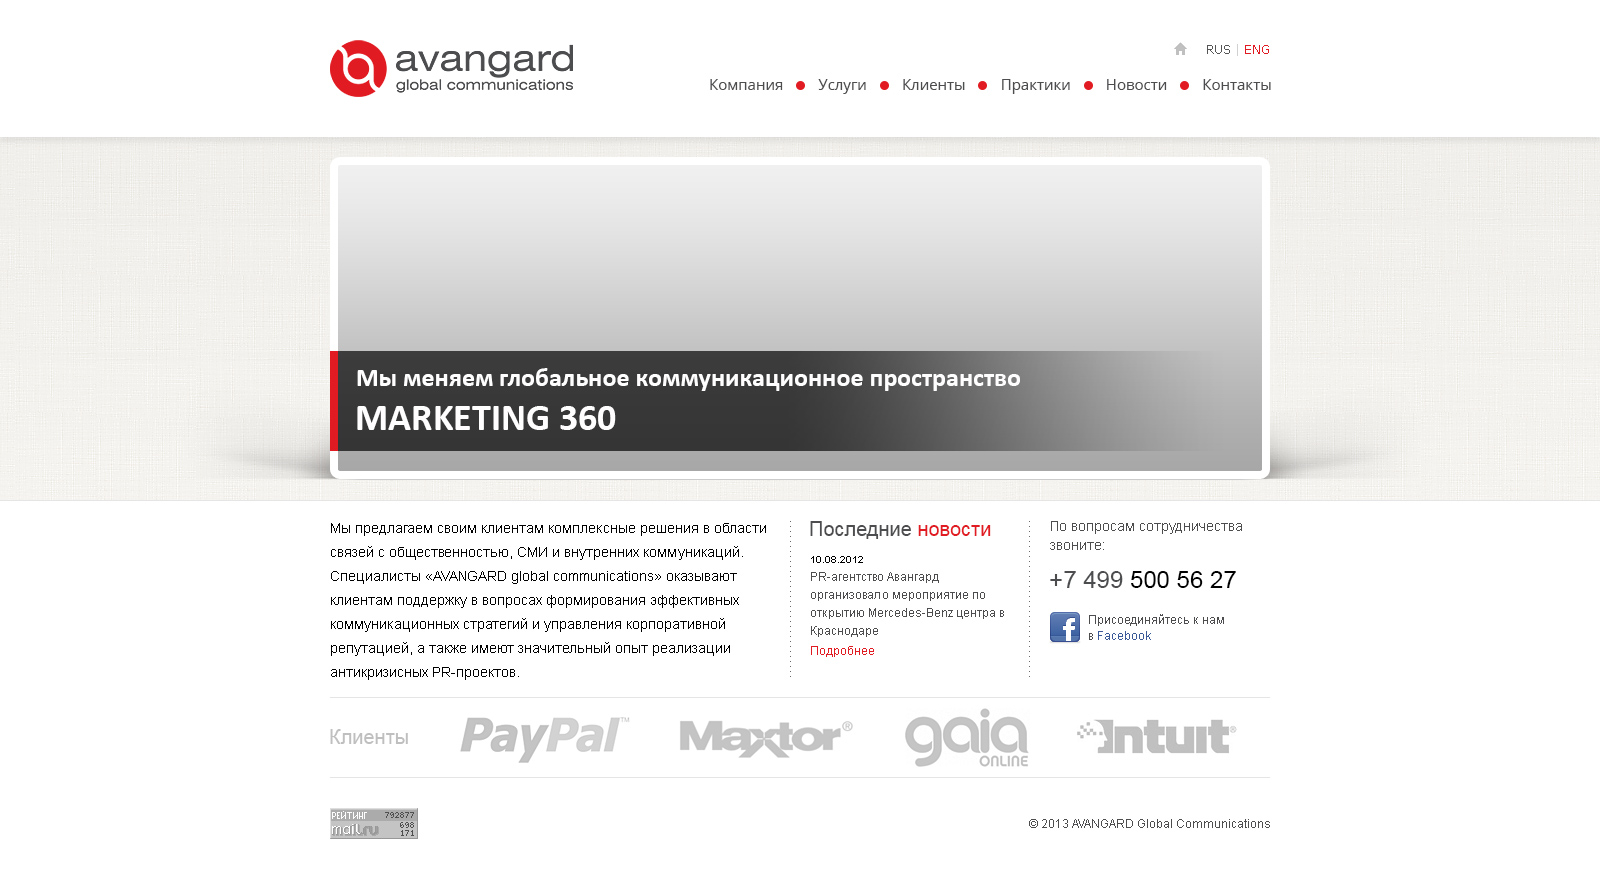 avangard
global communications
RUS | ENG
Компания Услуги Клиенты Практики Новости Контакты
Мы меняем глобальное коммуникационное пространство
MARKETING 360
Мы предлагаем своим клиентам комплексные решения в области
связей с общественностью, СМИ и внутренних коммуникаций.
Специалисты «AVANGARD global communications» оказывают
клиентам поддержку в вопросах формирования эффективных
коммуникационных стратегий и управления корпоративной
репутацией, а также имеют значительный опыт реализации
антикризисных PR-проектов.
Последние новости
10.08.2012
PR-агентство Авангард
организовало мероприятие по
открытию Mercedes-Benz центра в
Краснодаре
Подробнее
По вопросам сотрудничества
звоните:
+7 499 500 56 27
Присоединяйтесь к нам
в Facebook
Клиенты
PayPal™
Maxtor®
gaia
ONLINE
Intuit®
РЕЙТИНГ 792877
mail.ru 698
171
© 2013 AVANGARD Global Communications